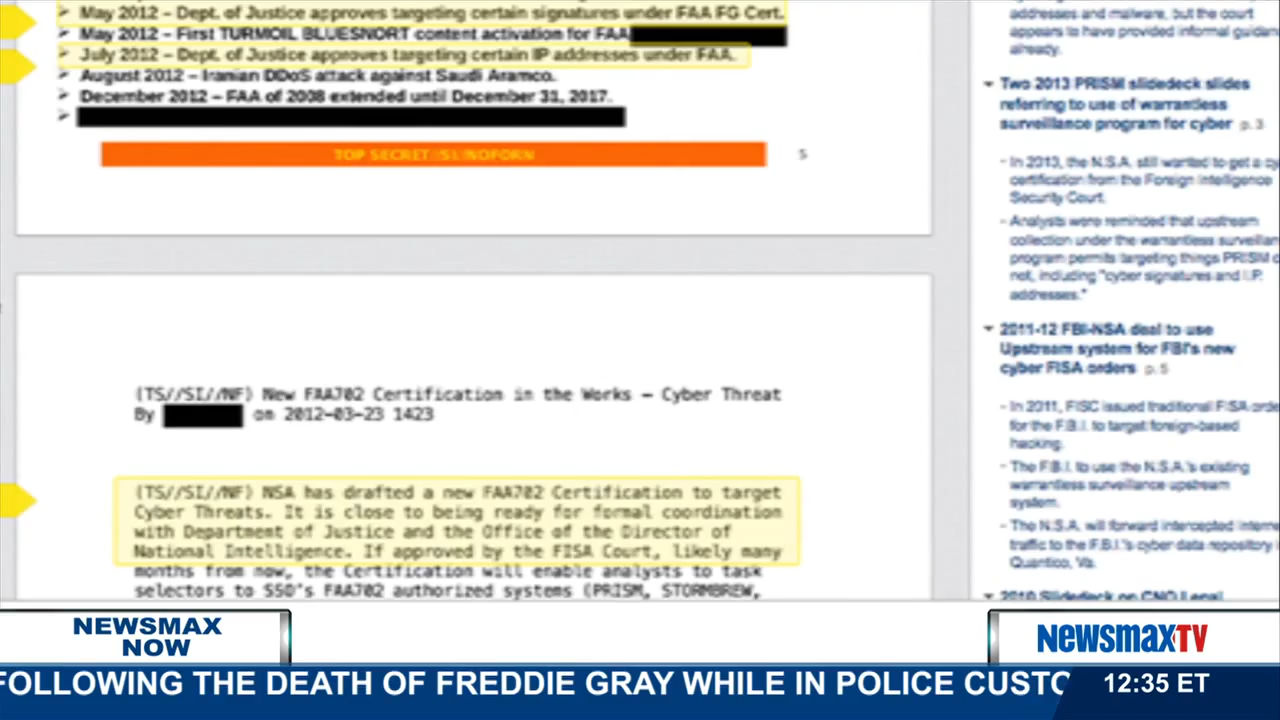 May 2012 – Dept. of Justice approves targeting certain signatures under FAA FG Cert.
May 2012 – First TURMOIL BLUESNORT content activation for FAA
July 2012 – Dept. of Justice approves targeting certain IP addresses under FAA.
August 2012 – Iranian DDoS attack against Saudi Aramco.
December 2012 – FAA of 2008 extended until December 31, 2017.
TOP SECRET//SI//NOFORN
5
(TS//SI//NF) New FAA702 Certification in the Works – Cyber Threat
By on 2012-03-23 1423
(TS//SI//NF) NSA has drafted a new FAA702 Certification to target
Cyber Threats. It is close to being ready for formal coordination
with Department of Justice and the Office of the Director of
National Intelligence. If approved by the FISA Court, likely many
months from now, the Certification will enable analysts to task
selectors to SSO's FAA702 authorized systems (PRISM, STORMBREW,
addresses and malware, but the court
appears to have provided informal guidan
already.
Two 2013 PRISM slidedeck slides
referring to use of warrantless
surveillance program for cyber p. 3
- In 2013, the N.S.A. still wanted to get a cy
certification from the Foreign Intelligence
Security Court.
- Analysts were reminded that upstream
collection under the warrantless surveillan
program permits targeting things PRISM c
not, including "cyber signatures and I.P.
addresses."
2011-12 FBI-NSA deal to use
Upstream system for FBI's new
cyber FISA orders p. 5
- In 2011, FISC issued traditional FISA orde
for the F.B.I. to target foreign-based
hacking.
- The F.B.I. to use the N.S.A.'s existing
warrantless surveillance upstream
system.
- The N.S.A. will forward intercepted interne
traffic to the F.B.I.'s cyber data repository i
Quantico, Va.
2010 Slidedeck on CNO Legal
NEWSMAX
NOW
NEWSMAXTV
FOLLOWING THE DEATH OF FREDDIE GRAY WHILE IN POLICE CUSTO
12:35 ET